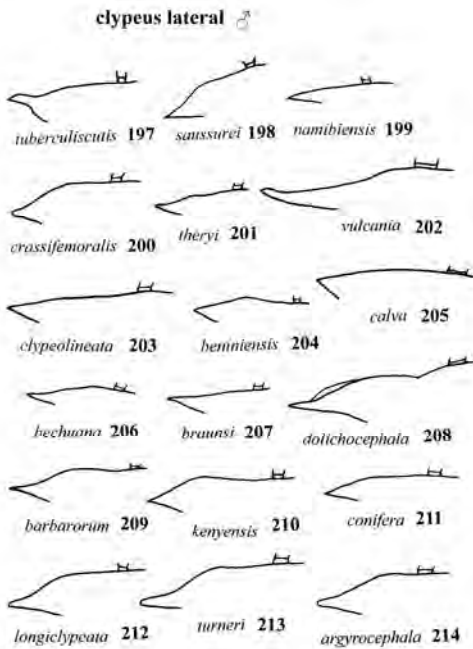 clypeus lateral ♂
tuberculiscutis 197 saussurei 198 namibiensis 199
crassifemoralis 200 theryi 201 vulcania 202
clypeolineata 203 beniniensis 204 calva 205
bechuana 206 braunsi 207 dolichocephala 208
barbarorum 209 kenyensis 210 conifera 211
longiclypeata 212 turneri 213 argyrocephala 214